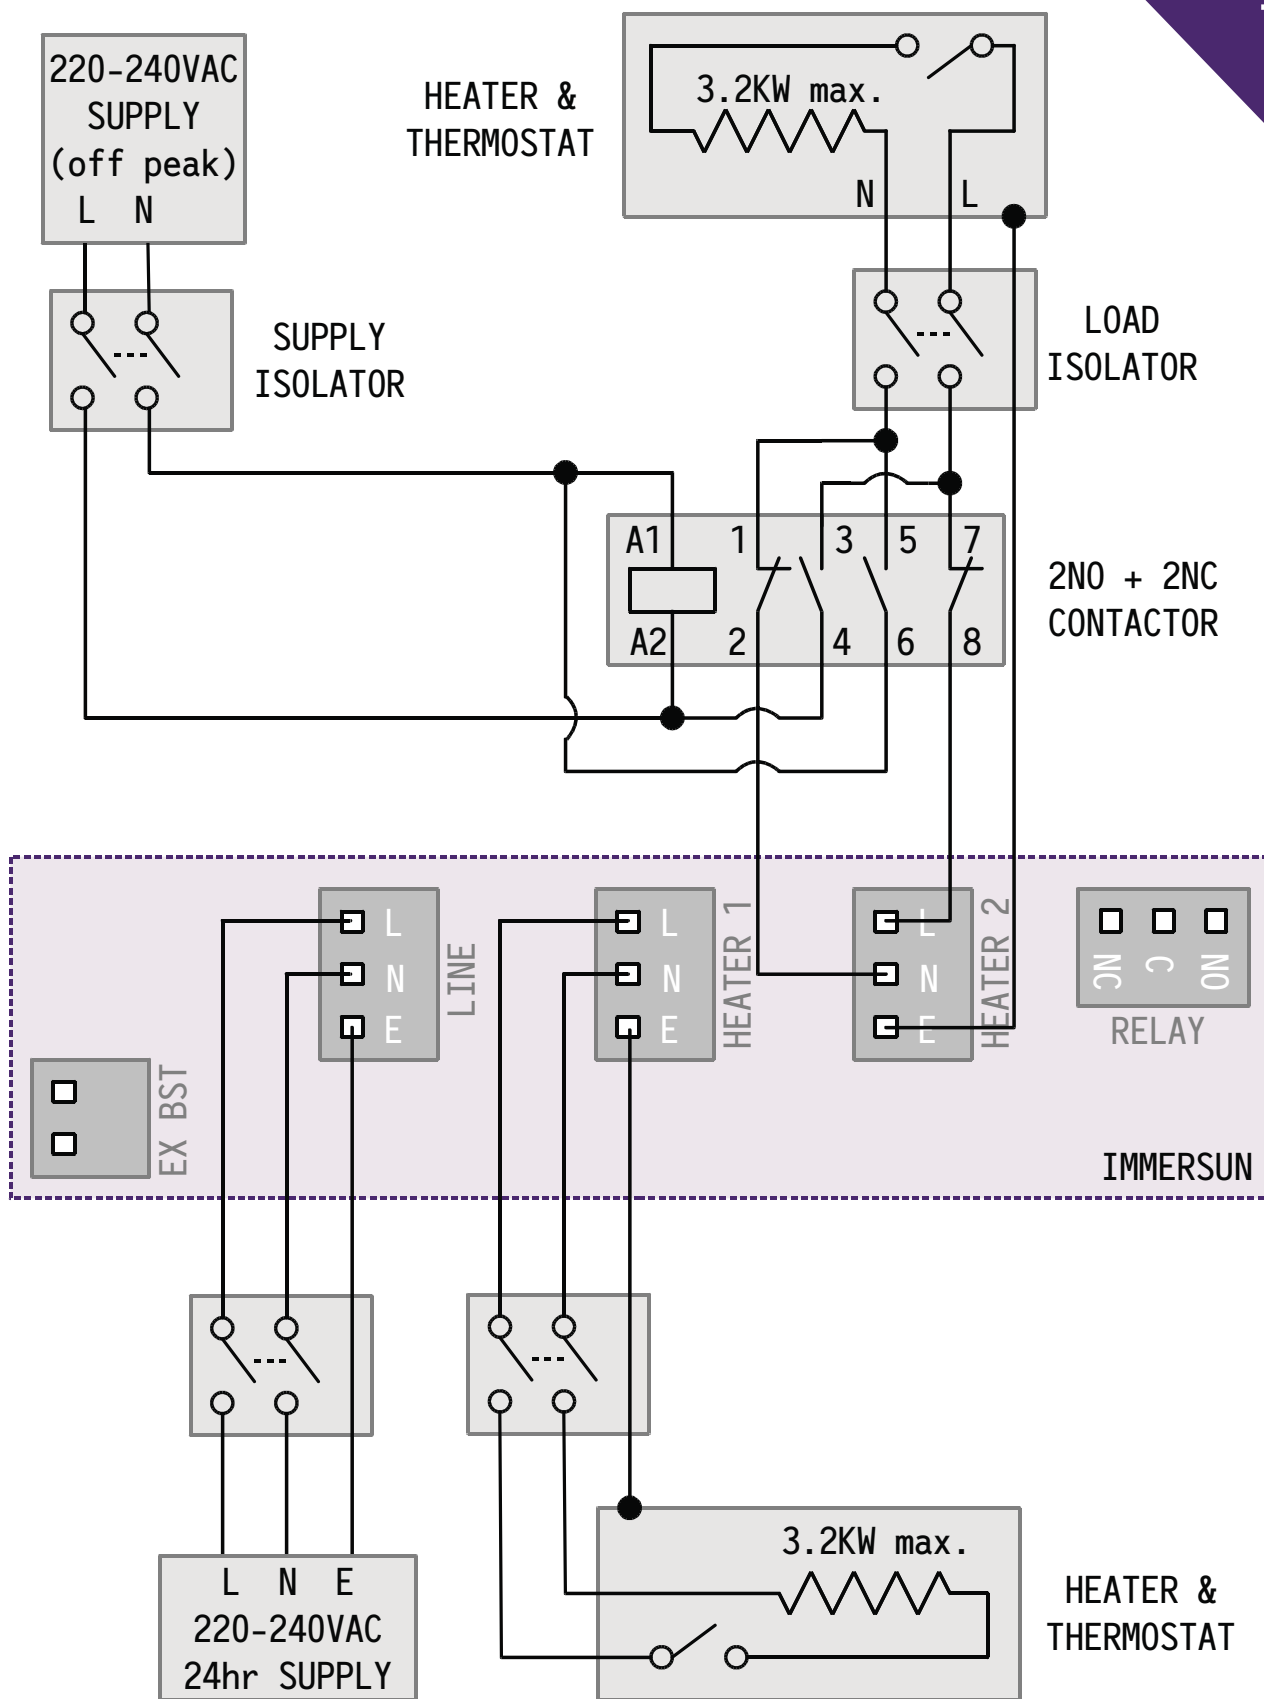 220-240VAC
SUPPLY
(off peak)
L N
HEATER &
THERMOSTAT
3.2KW max.
N L
SUPPLY
ISOLATOR
LOAD
ISOLATOR
A1 1 3 5 7
A2 2 4 6 8
2NO + 2NC
CONTACTOR
L
N
E
LINE
L
N
E
HEATER 1
L
N
E
HEATER 2
NC C NO
RELAY
EX BST
IMMERSUN
L N E
220-240VAC
24hr SUPPLY
3.2KW max.
HEATER &
THERMOSTAT